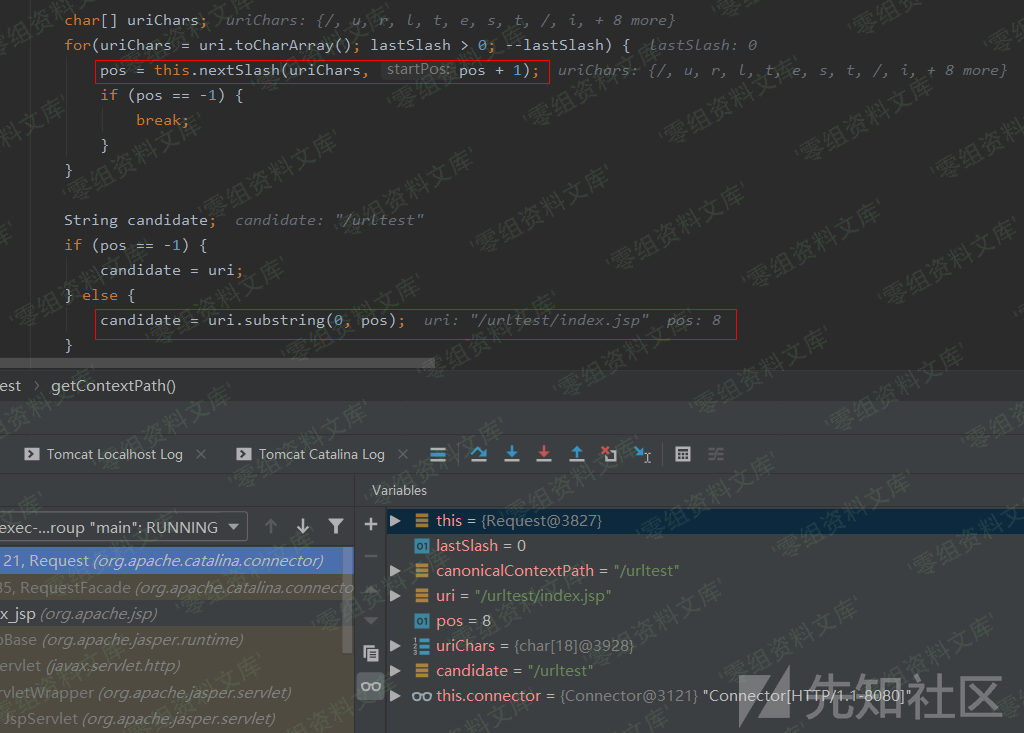 char[] uriChars; uriChars: {/, u, r, l, t, e, s, t, /, i, + 8 more}
for(uriChars = uri.toCharArray(); lastSlash > 0; --lastSlash) { lastSlash: 0
pos = this.nextSlash(uriChars, startPos: pos + 1); uriChars: {/, u, r, l, t, e, s, t, /, i, + 8 more}
if (pos == -1) {
break;
}
}
String candidate; candidate: "/urltest"
if (pos == -1) {
candidate = uri;
} else {
candidate = uri.substring(0, pos); uri: "/urltest/index.jsp" pos: 8
}
est › getContextPath()
Tomcat Localhost Log × Tomcat Catalina Log ×
Variables
exec-...roup "main": RUNNING
21, Request (org.apache.catalina.connector)
35, RequestFacade (org.apache.catalina.connecto
x_jsp (org.apache.jsp)
pBase (org.apache.jasper.runtime)
ervlet (javax.servlet.http)
rvletWrapper (org.apache.jasper.servlet)
JspServlet (org.apache.jasper.servlet)
this = {Request@3827}
lastSlash = 0
canonicalContextPath = "/urltest"
uri = "/urltest/index.jsp"
pos = 8
uriChars = {char[18]@3928}
candidate = "/urltest"
this.connector = {Connector@3121} "Connector[HTTP/1.1-8080]"
零组资料文库
先知社区